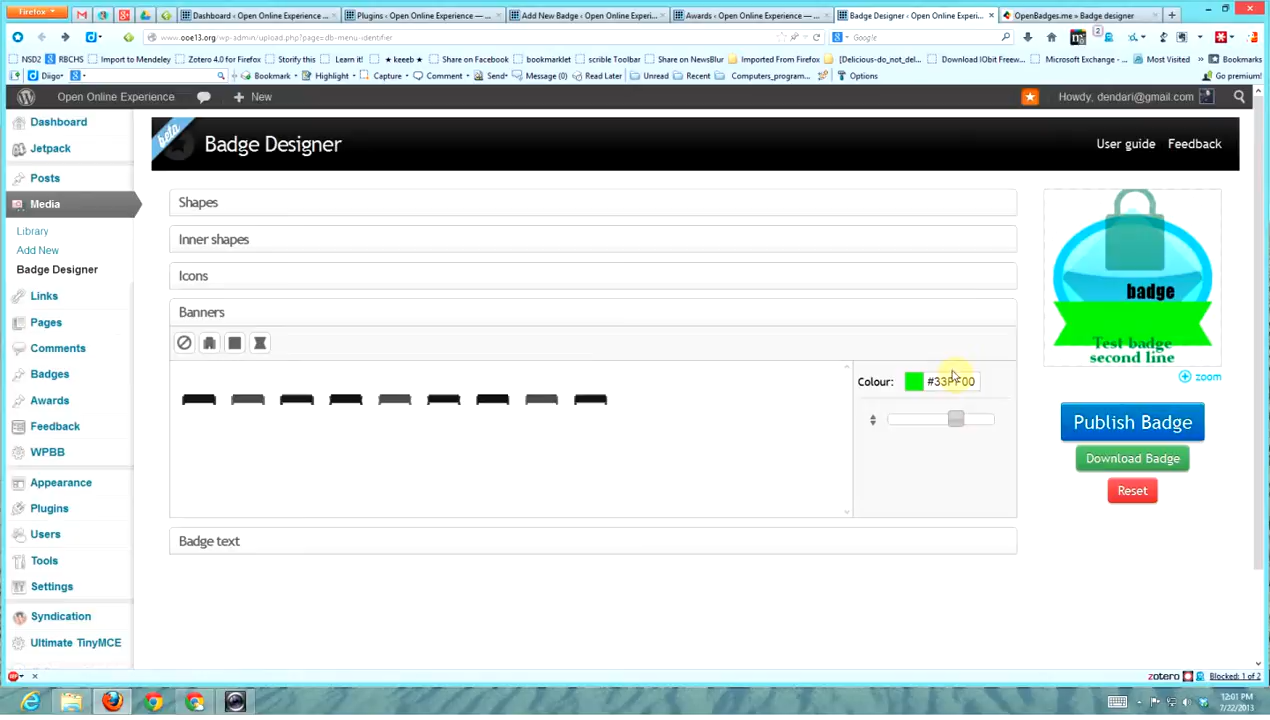 Firefox
Dashboard ‹ Open Online Experience ...
Plugins ‹ Open Online Experience — ...
Add New Badge ‹ Open Online Experi...
Awards ‹ Open Online Experience — ...
Badge Designer ‹ Open Online Experi...
OpenBadges.me » Badge designer
www.ooe13.org/wp-admin/upload.php?page=db-menu-identifier
Google
2
NSD2 RBCHS Import to Mendeley Zotero 4.0 for Firefox Storify this Learn it! ★ keeeb ★ Share on Facebook bookmarklet scrible Toolbar Share on NewsBlur Imported From Firefox [Delicious-do_not_del... Download IObit Freew... Microsoft Exchange - ... Most Visited Bookmarks
Diigo Bookmark Highlight Capture Comment Send Message (0) Read Later Unread Recent Computers_program... Options Go premium!
Open Online Experience
New
Howdy, dendari@gmail.com
Dashboard
Jetpack
Posts
Media
Library
Add New
Badge Designer
Links
Pages
Comments
Badges
Awards
Feedback
WPBB
Appearance
Plugins
Users
Tools
Settings
Syndication
Ultimate TinyMCE
beta
Badge Designer
User guide Feedback
Shapes
Inner shapes
Icons
Banners
Colour: #33FF00
Badge text
badge
Test badge
second line
zoom
Publish Badge
Download Badge
Reset
zotero
Blocked: 1 of 2
12:01 PM
7/22/2013